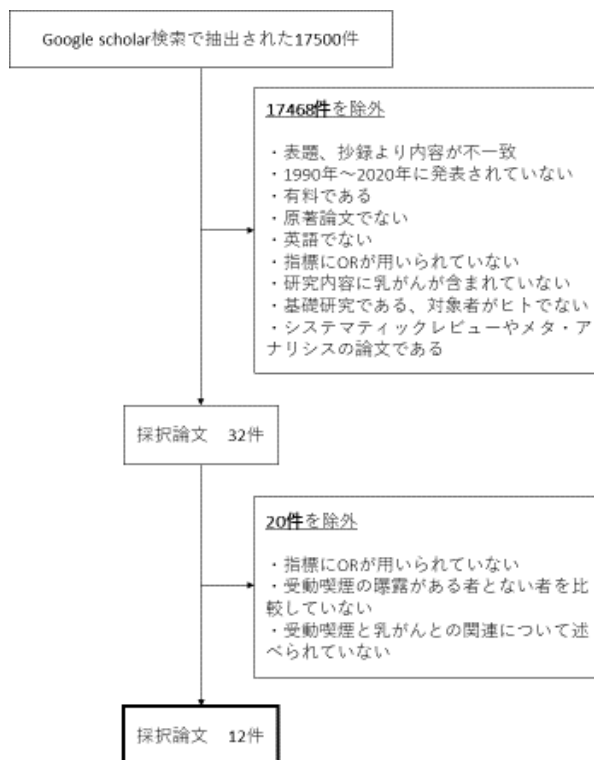 Google scholar検索で抽出された17500件
17468件を除外
・表題、抄録より内容が不一致
・1990年～2020年に発表されていない
・有料である
・原著論文でない
・英語でない
・指標にORが用いられていない
・研究内容に乳がんが含まれていない
・基礎研究である、対象者がヒトでない
・システマティックレビューやメタ・ア
ナリシスの論文である
採択論文　32件
20件を除外
・指標にORが用いられていない
・受動喫煙の曝露がある者とない者を比
較していない
・受動喫煙と乳がんとの関連について述
べられていない
採択論文　12件